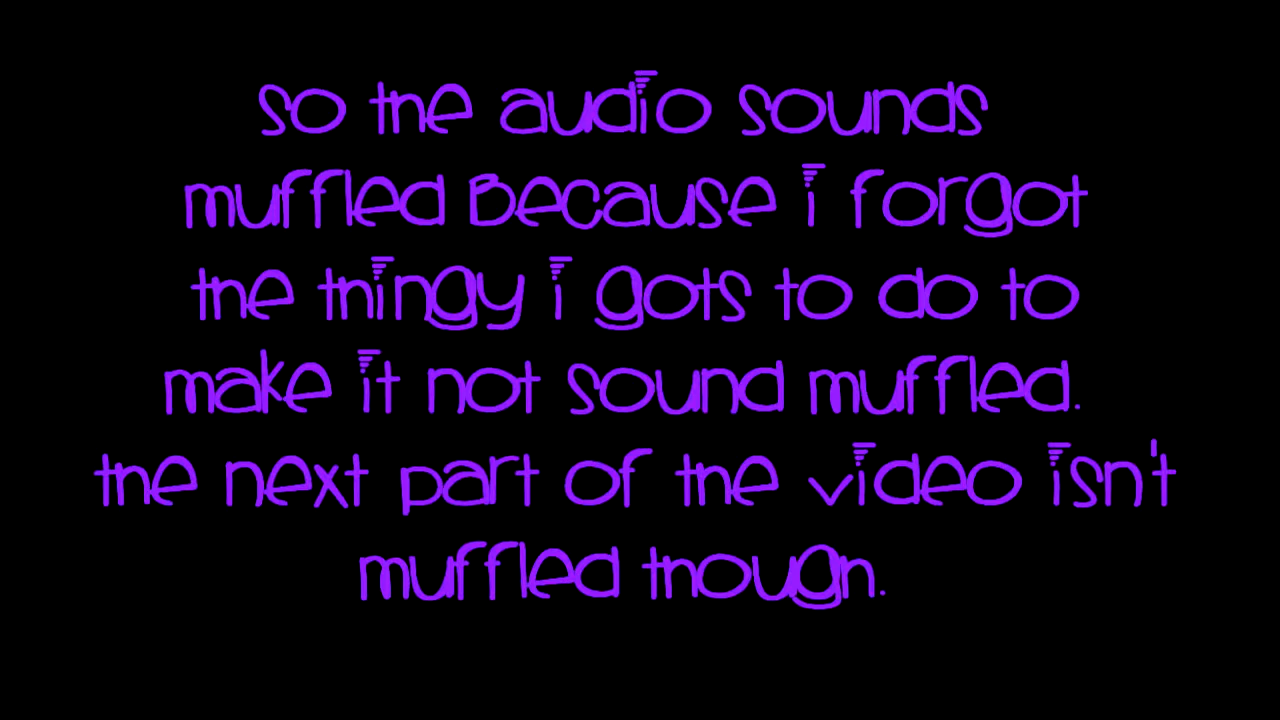 so the audio sounds
muffled Because i forgot
the thingy i gots to do to
make it not sound muffled.
the next part of the video isn't
muffled though.